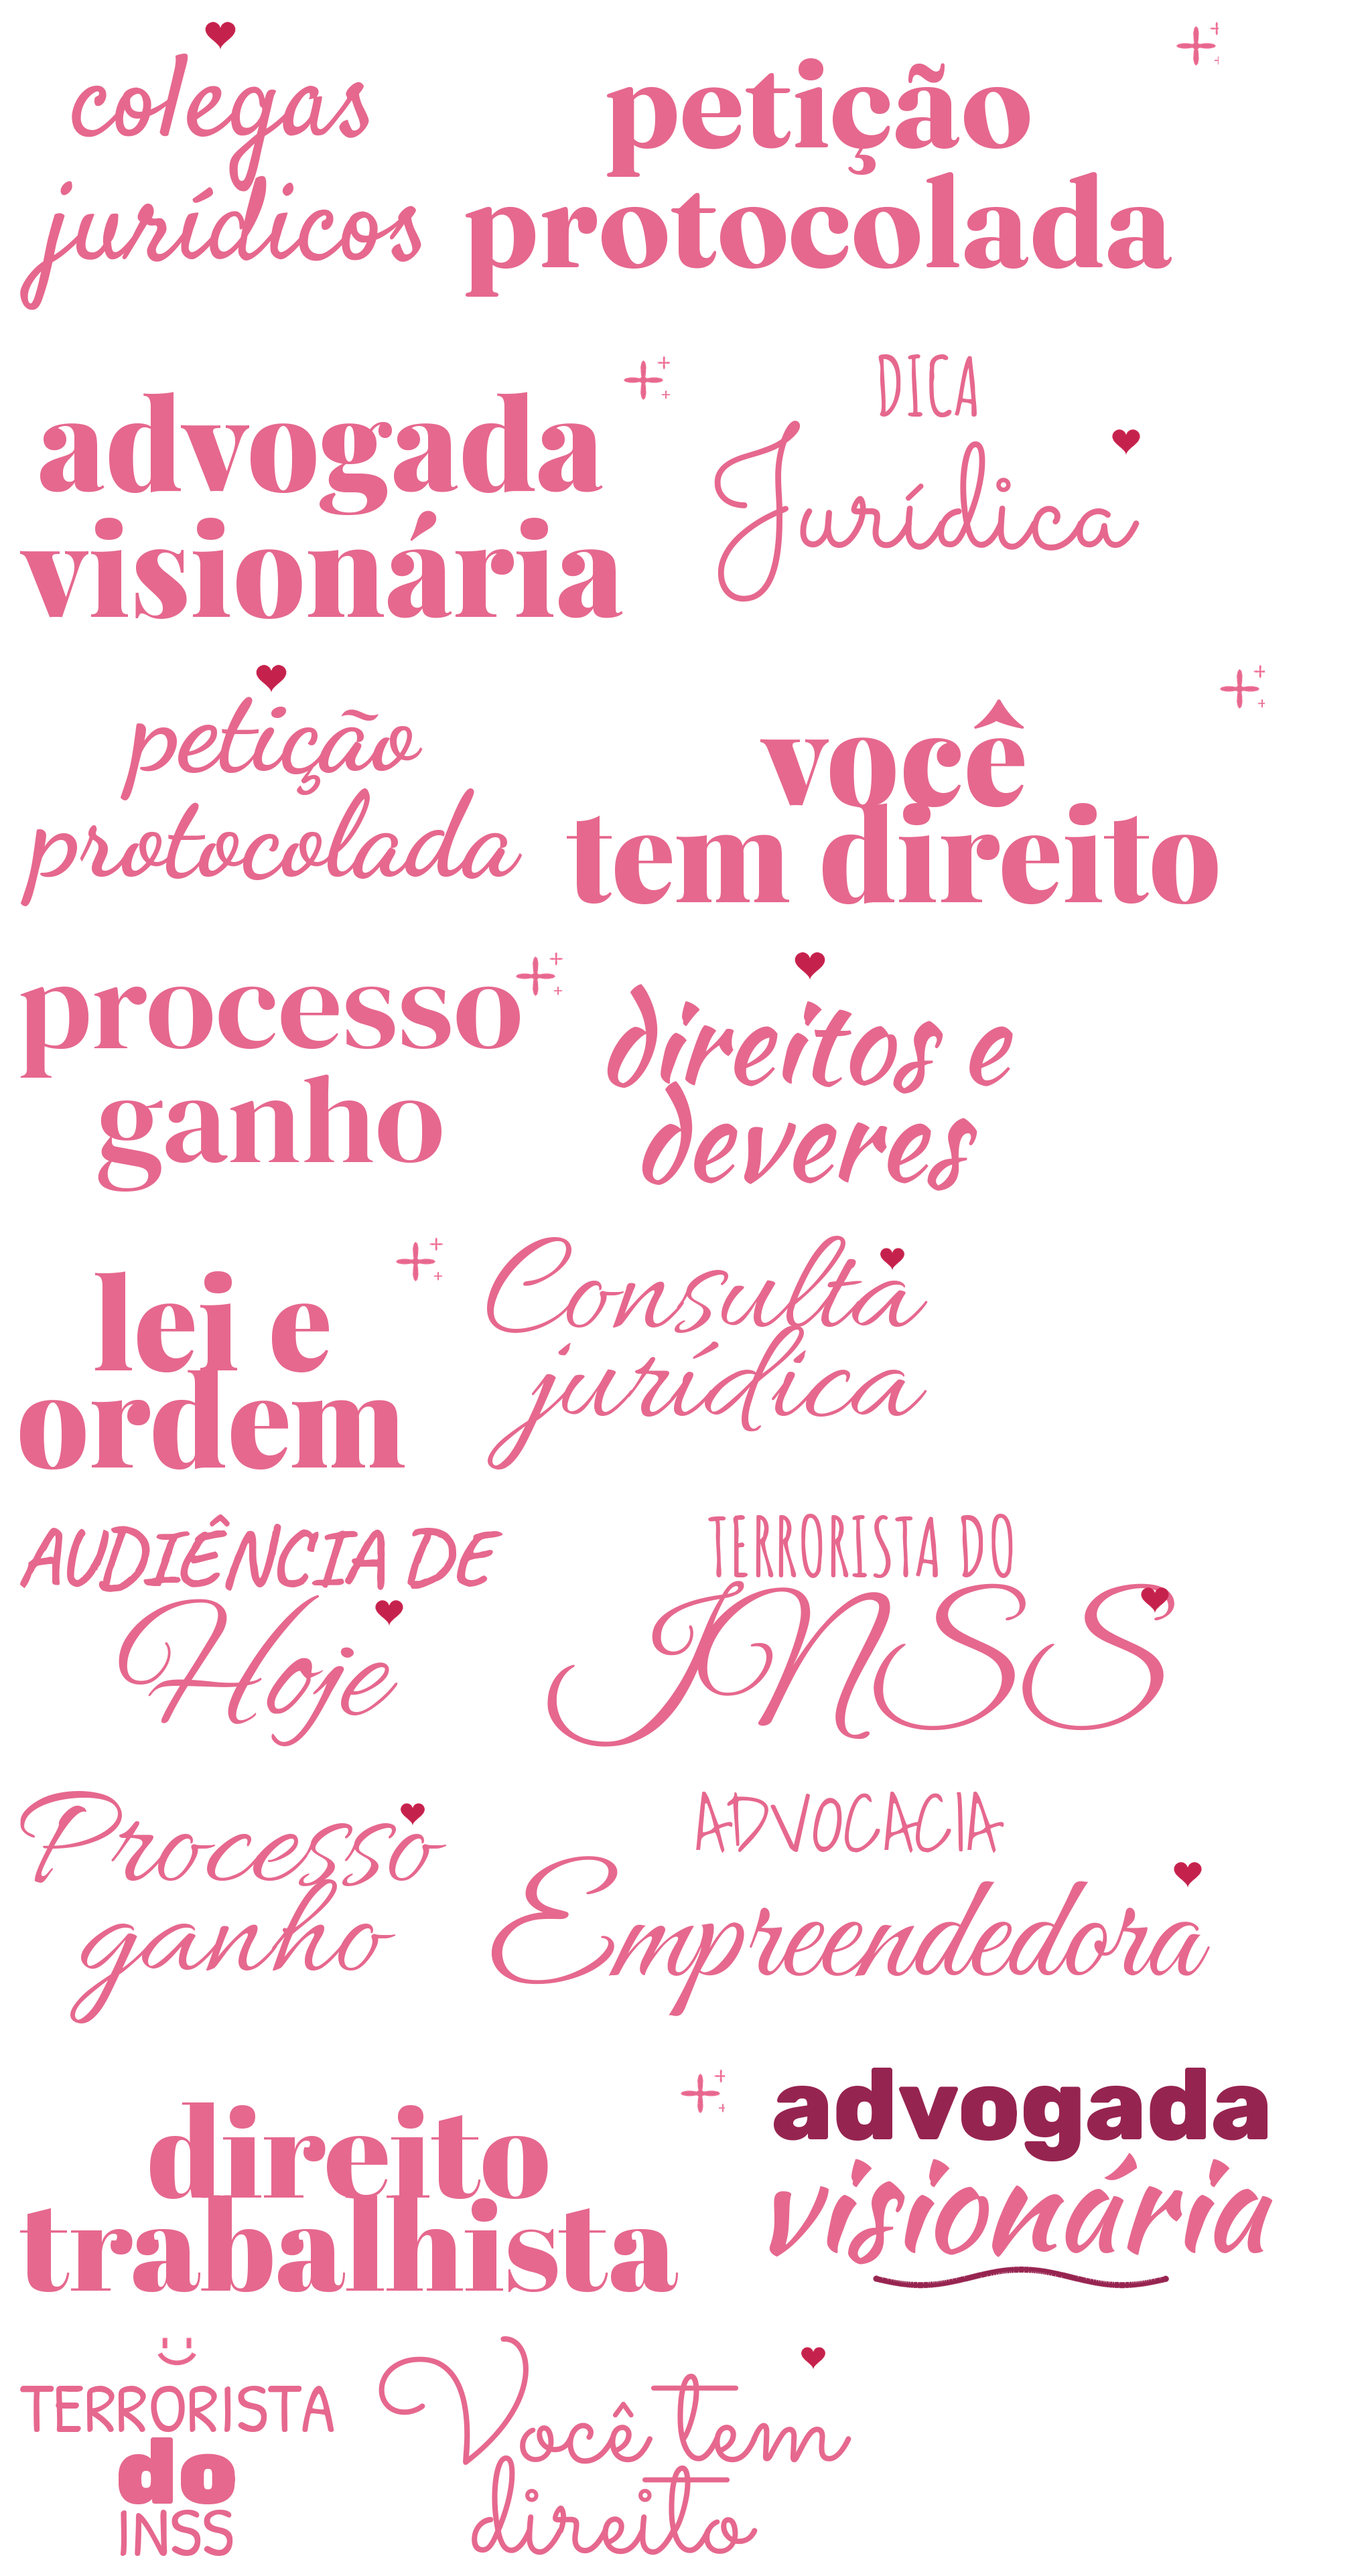 colegas
jurídicos
petição
protocolada
advogada
visionária
DICA
Jurídica
petição
protocolada
você
tem direito
processo
ganho
direitos e
deveres
lei e
ordem
Consulta
jurídica
AUDIÊNCIA DE
Hoje
TERRORISTA DO
INSS
Processo
ganho
ADVOCACIA
Empreendedora
direito
trabalhista
advogada
visionária
TERRORISTA
do
INSS
Você tem
direito